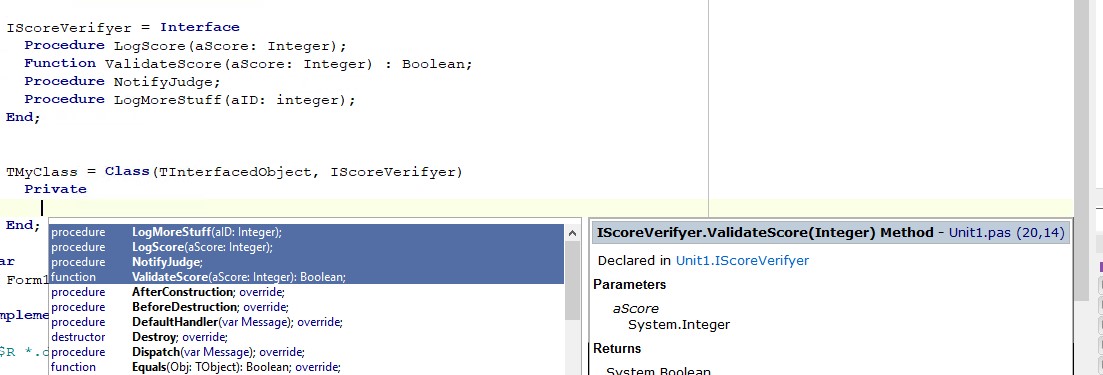 IScoreVerifyer = Interface
Procedure LogScore(aScore: Integer);
Function ValidateScore(aScore: Integer) : Boolean;
Procedure NotifyJudge;
Procedure LogMoreStuff(aID: integer);
End;
TMyClass = Class(TInterfacedObject, IScoreVerifyer)
Private
End;
ar
Form1
mpleme
$R *.d
procedure LogMoreStuff(aID: Integer);
procedure LogScore(aScore: Integer);
procedure NotifyJudge;
function ValidateScore(aScore: Integer): Boolean;
procedure AfterConstruction; override;
procedure BeforeDestruction; override;
procedure DefaultHandler(var Message); override;
destructor Destroy; override;
procedure Dispatch(var Message); override;
function Equals(Obj: TObject): Boolean; override;
IScoreVerifyer.ValidateScore(Integer) Method - Unit1.pas (20,14)
Declared in Unit1.IScoreVerifyer
Parameters
aScore
System.Integer
Returns
System.Boolean